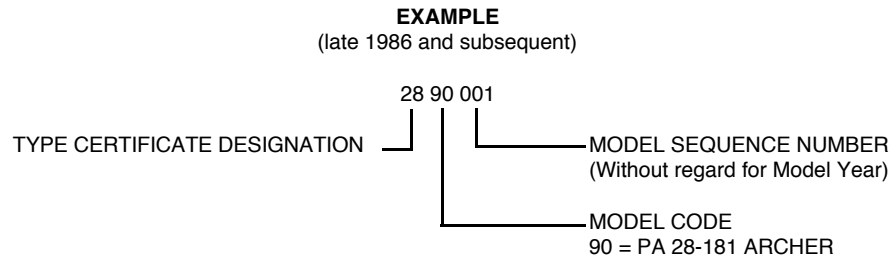 EXAMPLE
(late 1986 and subsequent)
28 90 001
TYPE CERTIFICATE DESIGNATION
MODEL SEQUENCE NUMBER
(Without regard for Model Year)
MODEL CODE
90 = PA 28-181 ARCHER